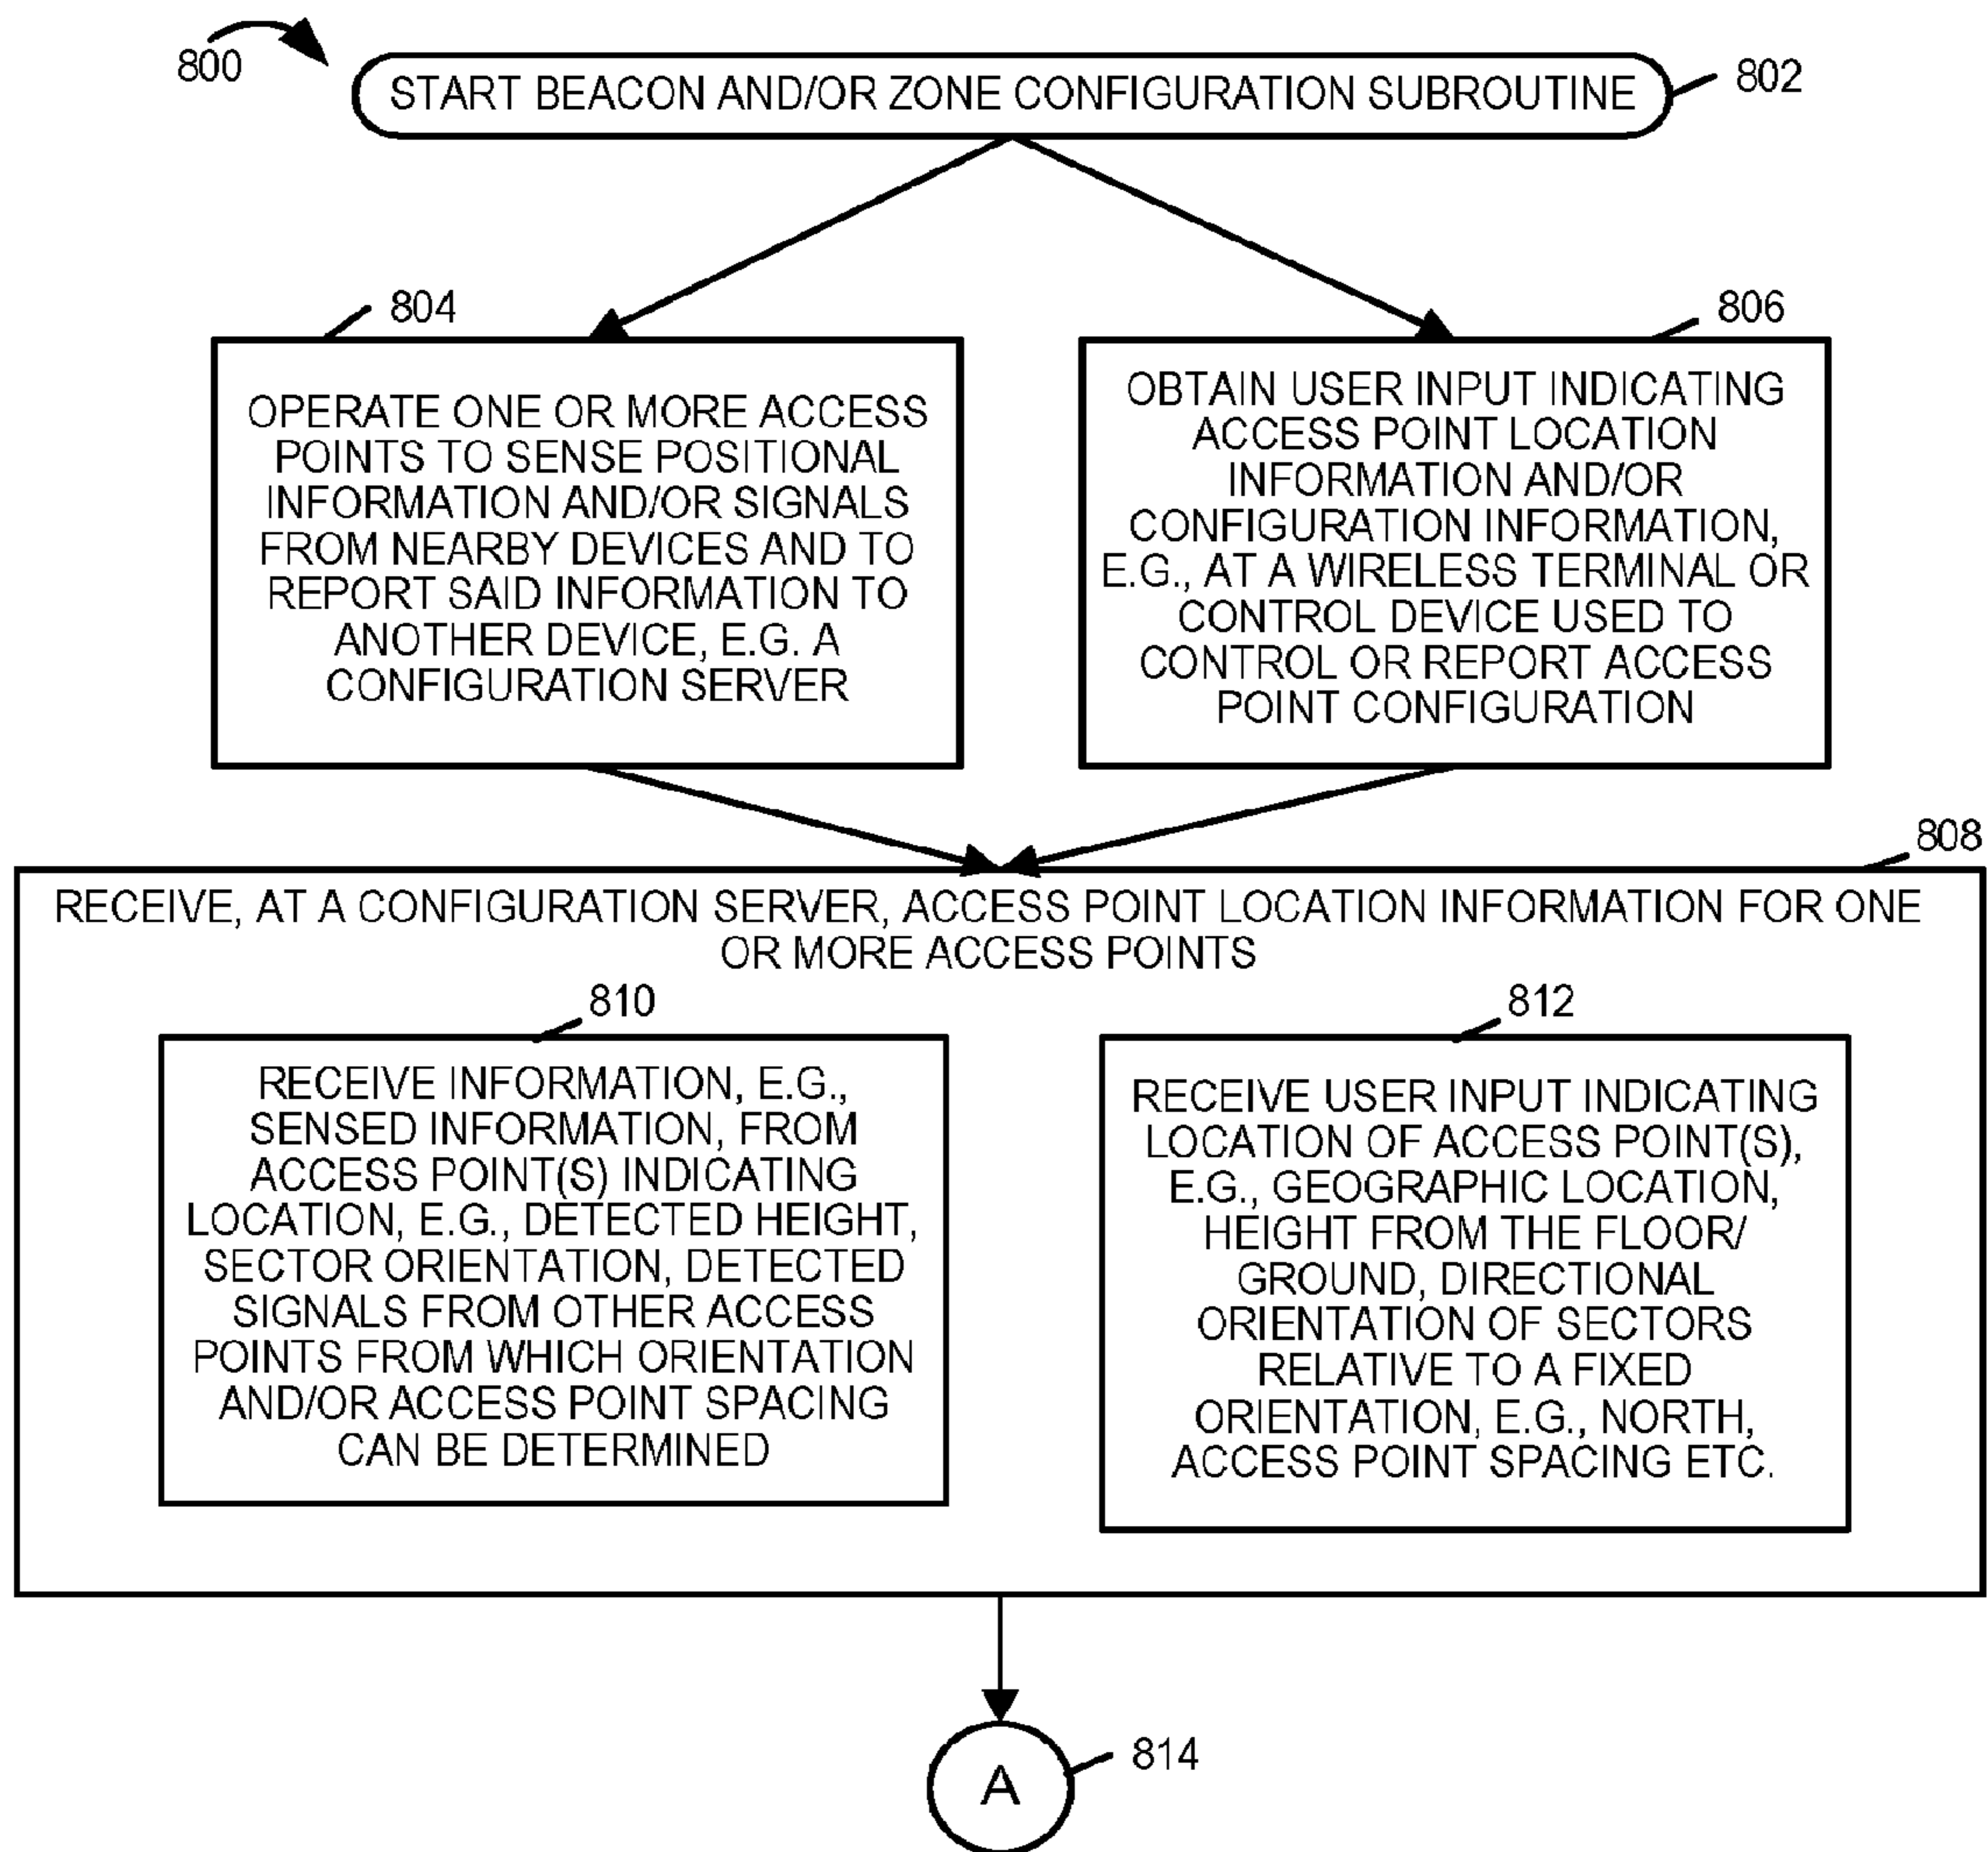 800
START BEACON AND/OR ZONE CONFIGURATION SUBROUTINE
802
804
OPERATE ONE OR MORE ACCESS
POINTS TO SENSE POSITIONAL
INFORMATION AND/OR SIGNALS
FROM NEARBY DEVICES AND TO
REPORT SAID INFORMATION TO
ANOTHER DEVICE, E.G. A
CONFIGURATION SERVER
806
OBTAIN USER INPUT INDICATING
ACCESS POINT LOCATION
INFORMATION AND/OR
CONFIGURATION INFORMATION,
E.G., AT A WIRELESS TERMINAL OR
CONTROL DEVICE USED TO
CONTROL OR REPORT ACCESS
POINT CONFIGURATION
808
RECEIVE, AT A CONFIGURATION SERVER, ACCESS POINT LOCATION INFORMATION FOR ONE
OR MORE ACCESS POINTS
810
RECEIVE INFORMATION, E.G.,
SENSED INFORMATION, FROM
ACCESS POINT(S) INDICATING
LOCATION, E.G., DETECTED HEIGHT,
SECTOR ORIENTATION, DETECTED
SIGNALS FROM OTHER ACCESS
POINTS FROM WHICH ORIENTATION
AND/OR ACCESS POINT SPACING
CAN BE DETERMINED
812
RECEIVE USER INPUT INDICATING
LOCATION OF ACCESS POINT(S),
E.G., GEOGRAPHIC LOCATION,
HEIGHT FROM THE FLOOR/
GROUND, DIRECTIONAL
ORIENTATION OF SECTORS
RELATIVE TO A FIXED
ORIENTATION, E.G., NORTH,
ACCESS POINT SPACING ETC.
A
814